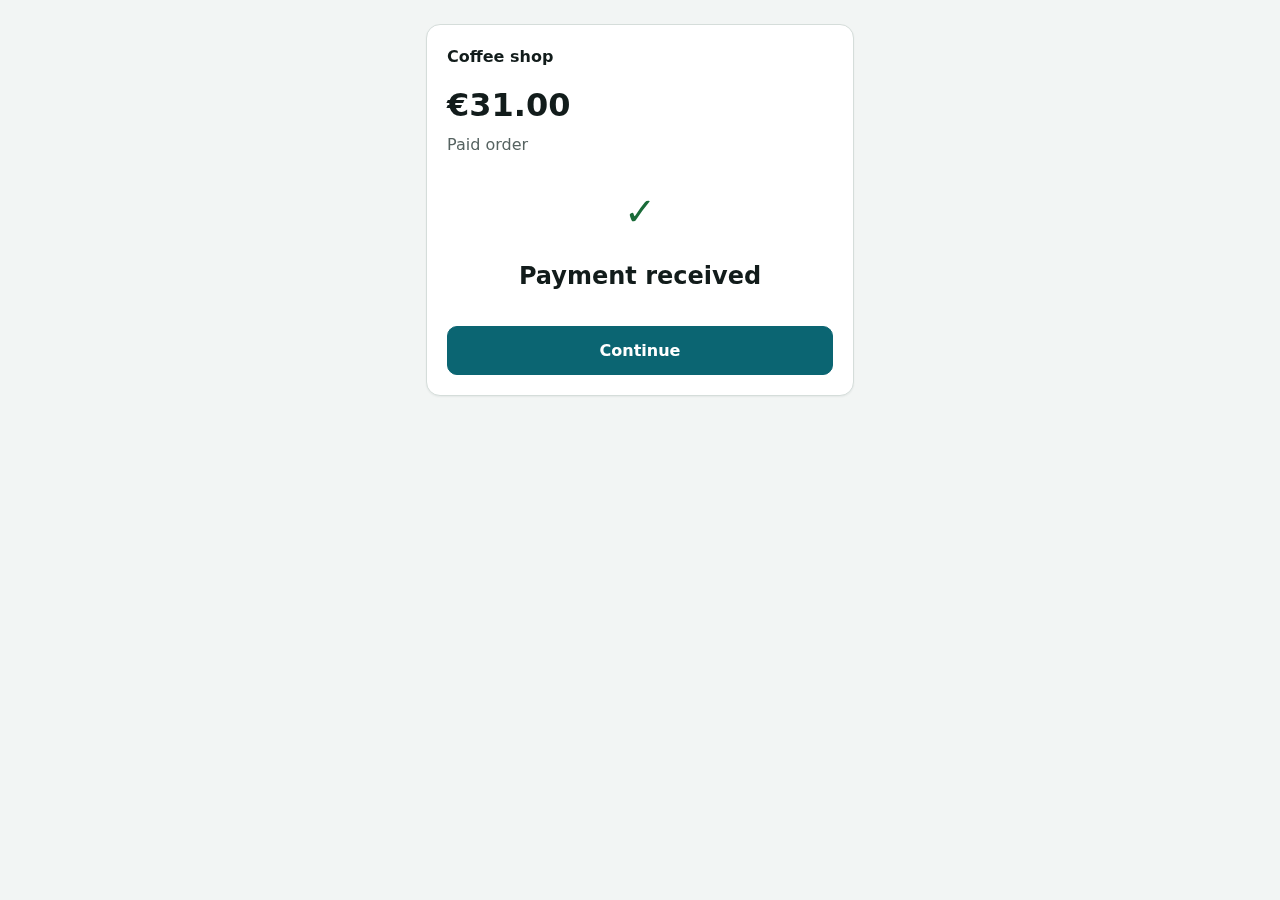 Coffee shop
€31.00
Paid order
✓
Payment received
Continue